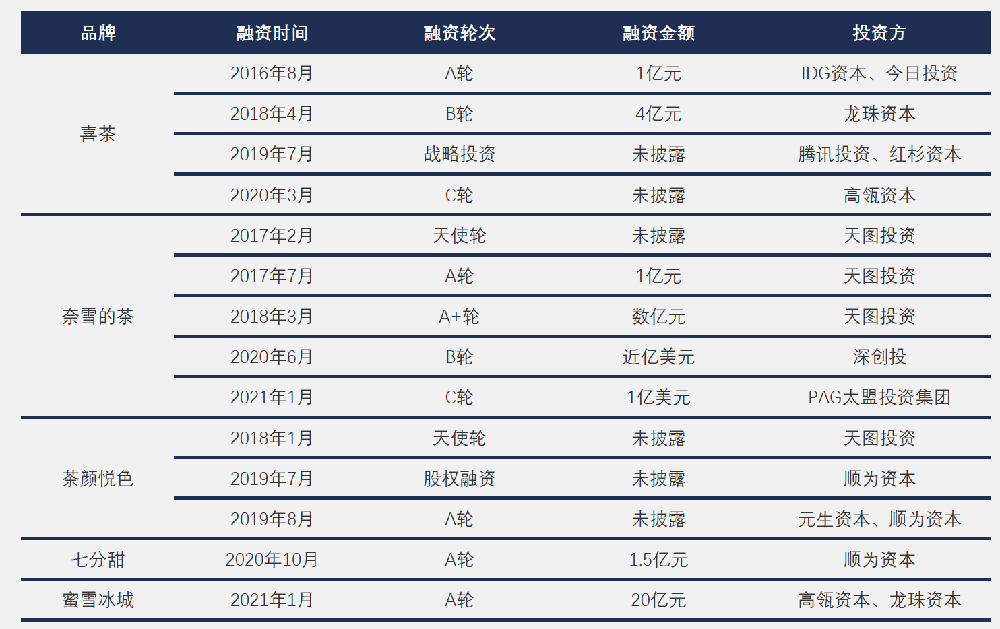 品牌 融资时间 融资轮次 融资金额 投资方
喜茶 2016年8月 A轮 1亿元 IDG资本、今日投资
2018年4月 B轮 4亿元 龙珠资本
2019年7月 战略投资 未披露 腾讯投资、红杉资本
2020年3月 C轮 未披露 高瓴资本
奈雪的茶 2017年2月 天使轮 未披露 天图投资
2017年7月 A轮 1亿元 天图投资
2018年3月 A+轮 数亿元 天图投资
2020年6月 B轮 近亿美元 深创投
2021年1月 C轮 1亿美元 PAG太盟投资集团
茶颜悦色 2018年1月 天使轮 未披露 天图投资
2019年7月 股权融资 未披露 顺为资本
2019年8月 A轮 未披露 元生资本、顺为资本
七分甜 2020年10月 A轮 1.5亿元 顺为资本
蜜雪冰城 2021年1月 A轮 20亿元 高瓴资本、龙珠资本